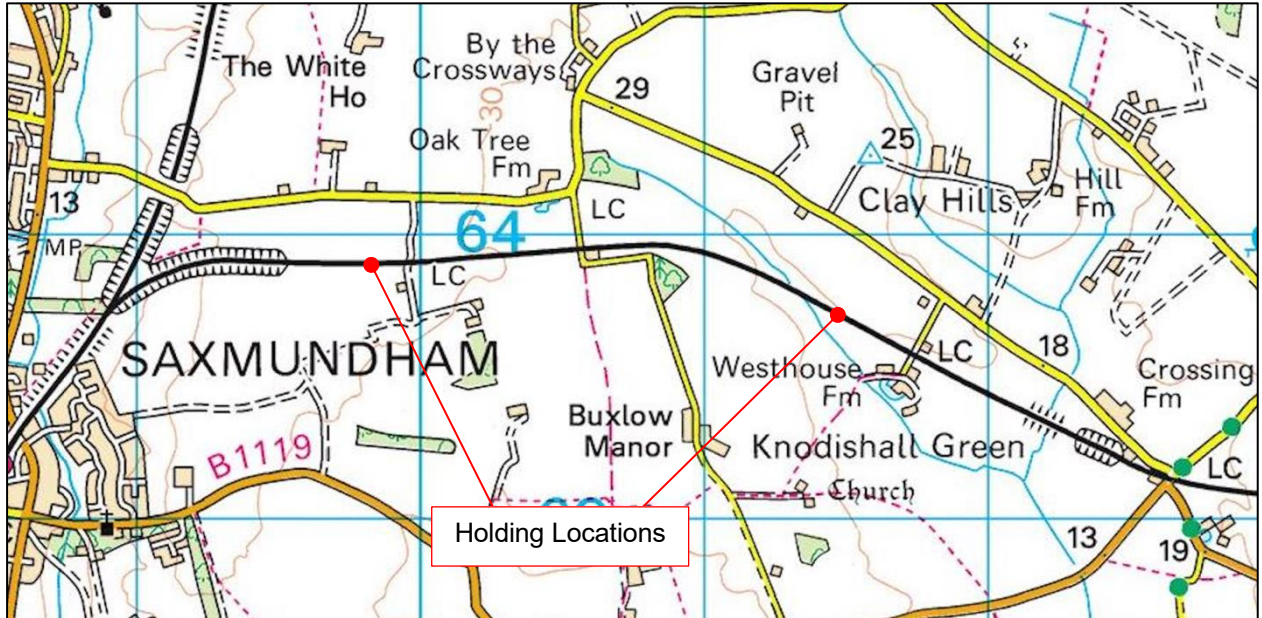 The White
Ho
By the
Crossways
29
30
Gravel
Pit
Oak Tree
Fm
25
13
Clay Hills
Hill
Fm
LC
64
MP
LC
SAXMUNDHAM
18
LC
Westhouse
Fm
Crossing
Fm
Buxlow
Manor
Knodishall Green
B1119
LC
Church
Holding Locations
13
19